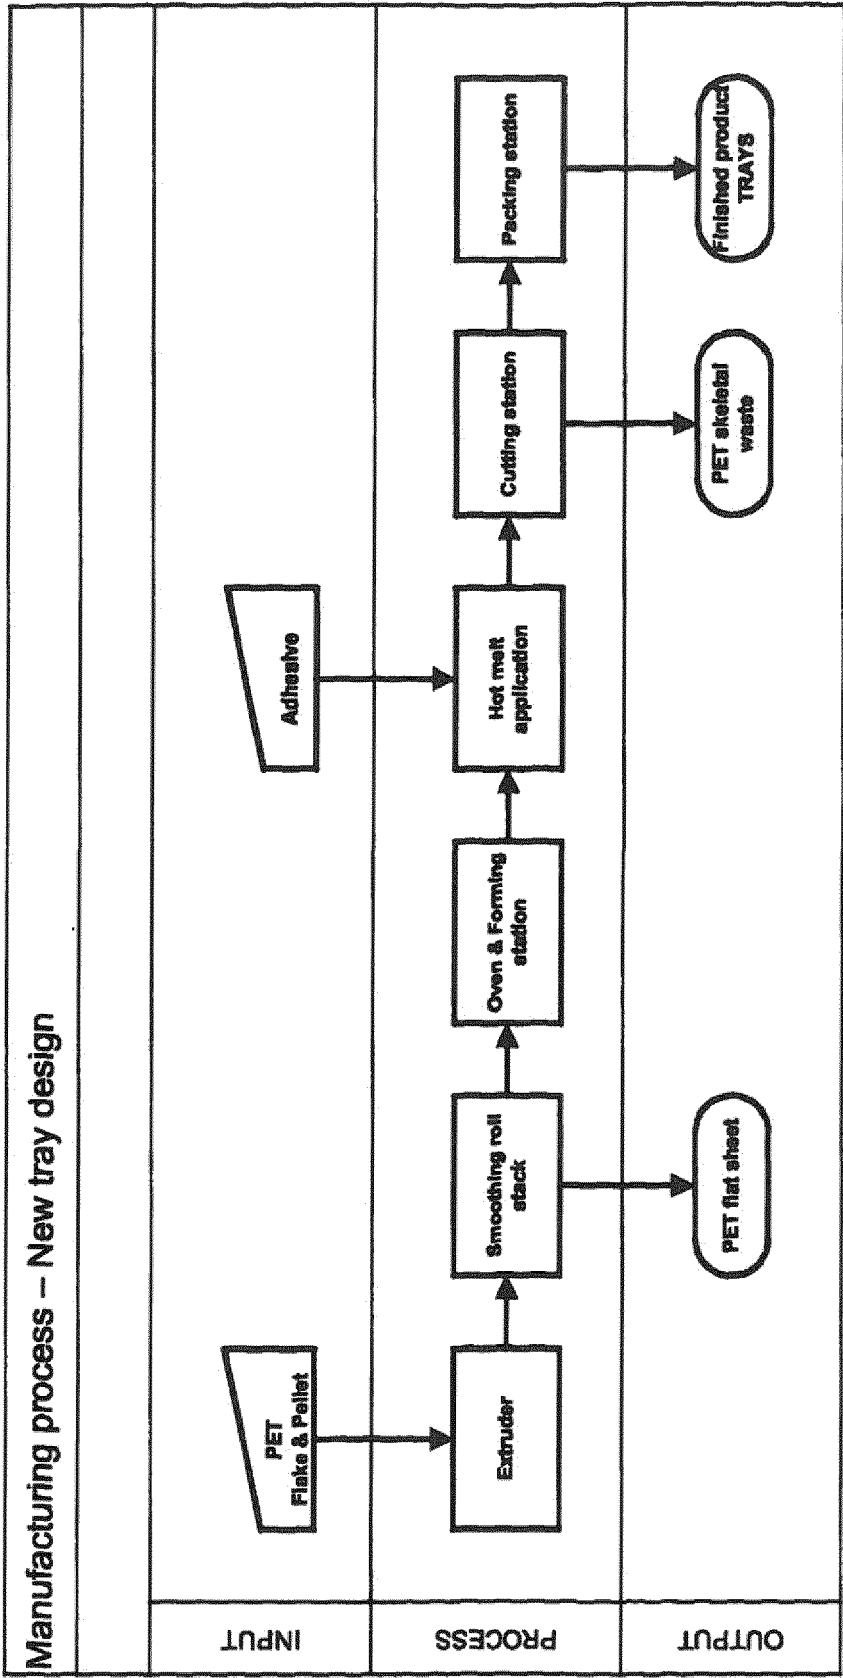 Manufacturing process – New tray design
INPUT
PET
Flake & Pellet
Adhesive
PROCESS
Extruder
Smoothing roll
stack
Oven & Forming
station
Hot melt
application
Cutting station
Packing station
OUTPUT
PET flat sheet
PET skeletal
waste
Finished product
TRAYS